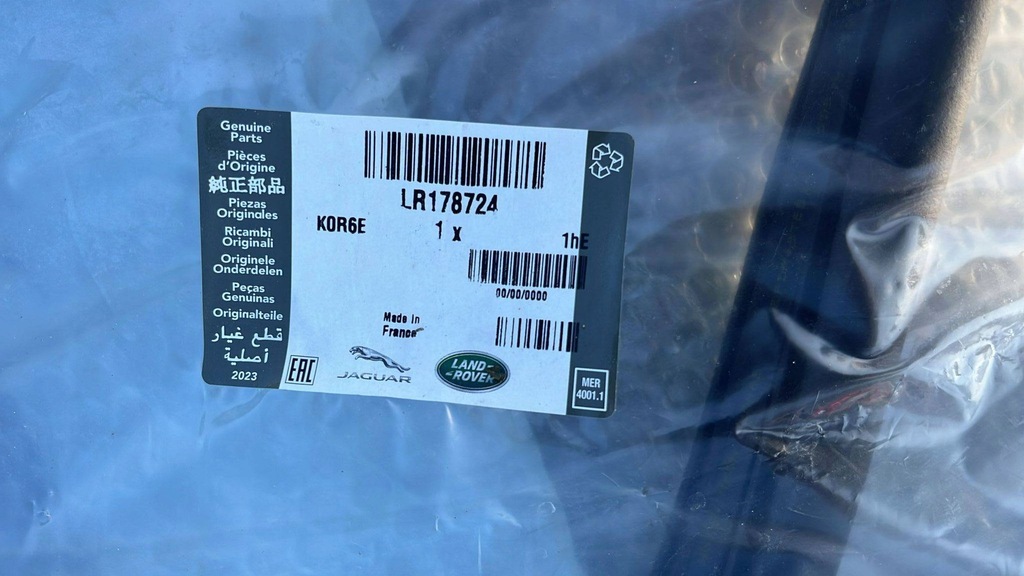 Genuine
Parts
Pièces
d'Origine
純正部品
Piezas
Originales
Ricambi
Originali
Originele
Onderdelen
Peças
Genuinas
Originalteile
قطع غيار
أصلية
2023
LR178724
K0R6E 1 x 1hE
00/00/0000
Made In
France
EAC
JAGUAR
LAND-
-ROVER
MER
4001.1